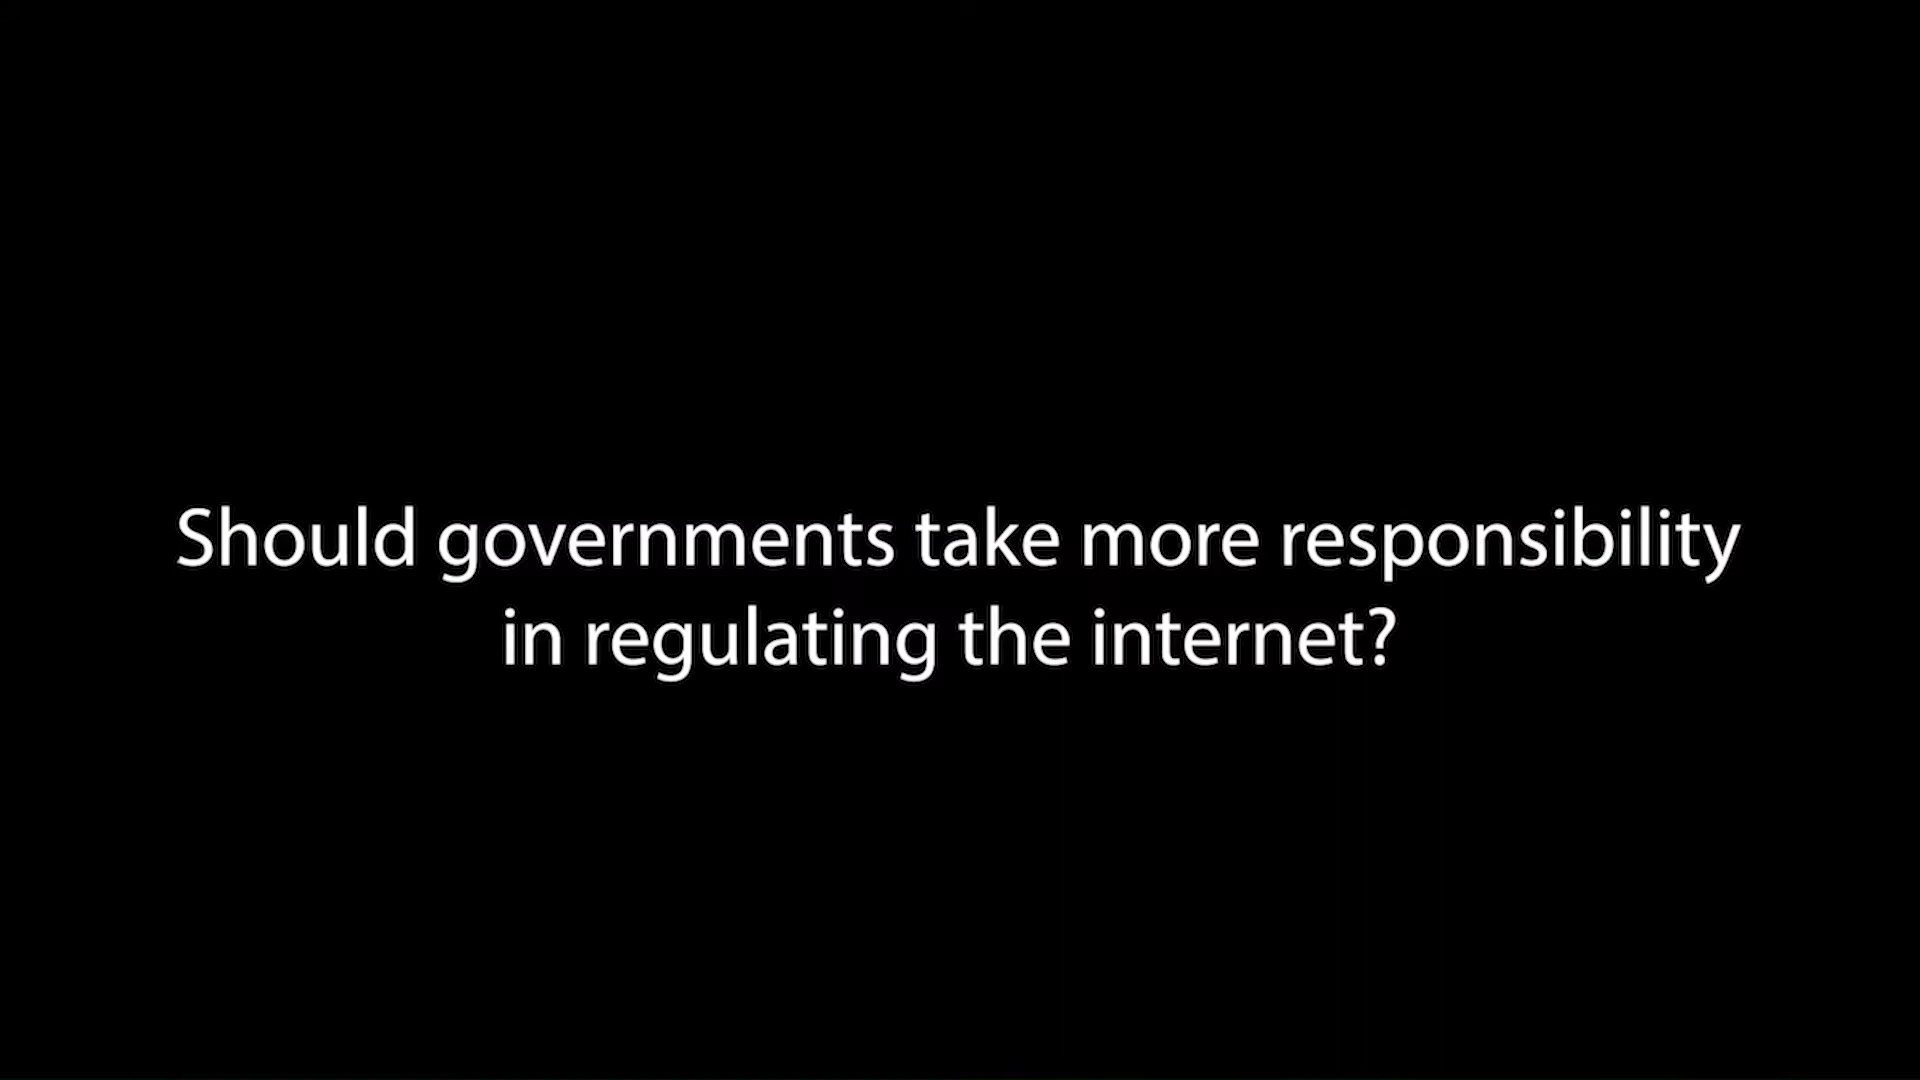 Should governments take more responsibility
in regulating the internet?